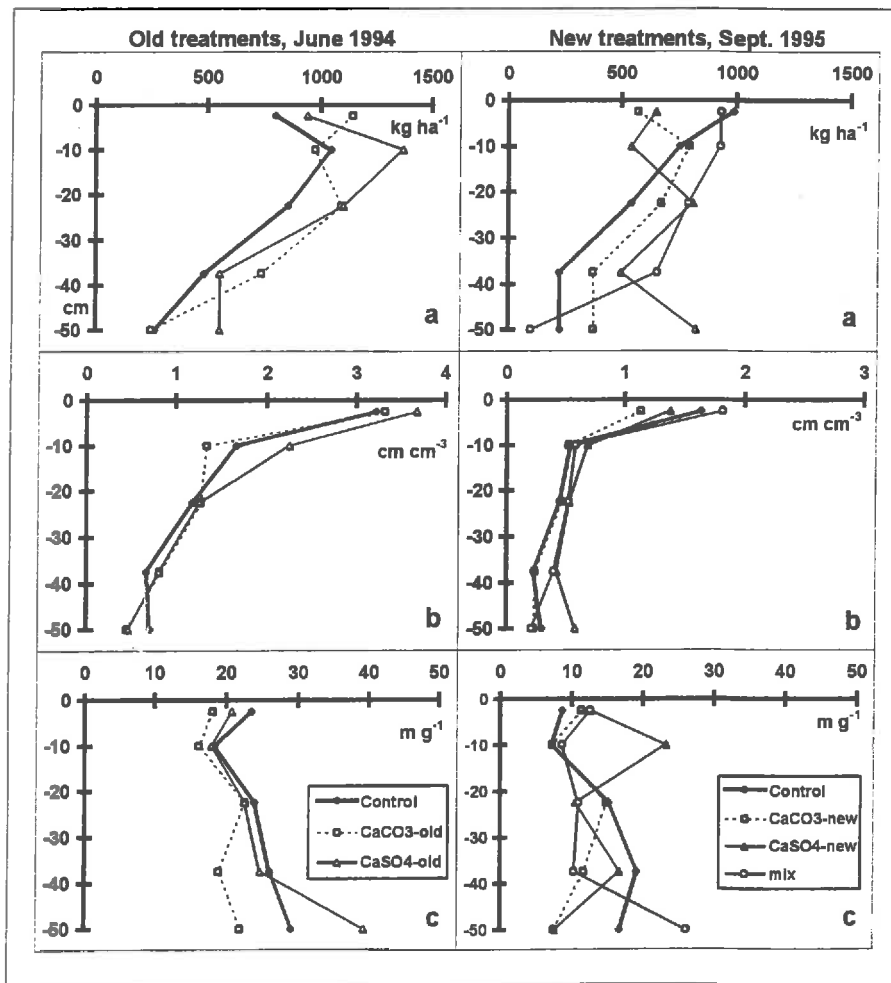 Old treatments, June 1994
0 500 1000 1500
0
-10
-20
-30
-40
cm
-50
kg ha-1
a
New treatments, Sept. 1995
0 500 1000 1500
0
-10
-20
-30
-40
-50
kg ha-1
a
0 1 2 3 4
0
-10
-20
-30
-40
-50
cm cm-3
b
0 1 2 3
0
-10
-20
-30
-40
-50
cm cm-3
b
0 20 30 40 50
0
-10
-20
-30
-40
-50
m g-1
Control
CaCO3-old
CaSO4-old
c
0 10 20 30 40 50
0
-10
-20
-30
-40
-50
m g-1
Control
CaCO3-new
CaSO4-new
mix
c